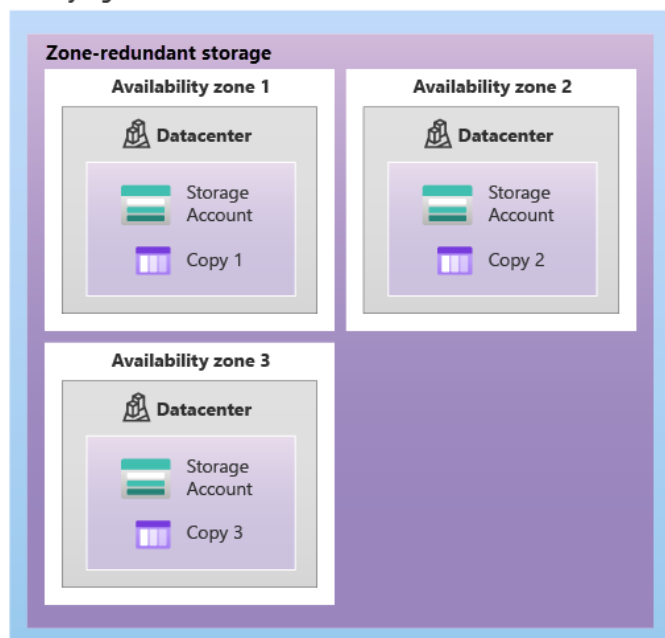 Zone-redundant storage
Availability zone 1
Datacenter
Storage
Account
Copy 1
Availability zone 2
Datacenter
Storage
Account
Copy 2
Availability zone 3
Datacenter
Storage
Account
Copy 3